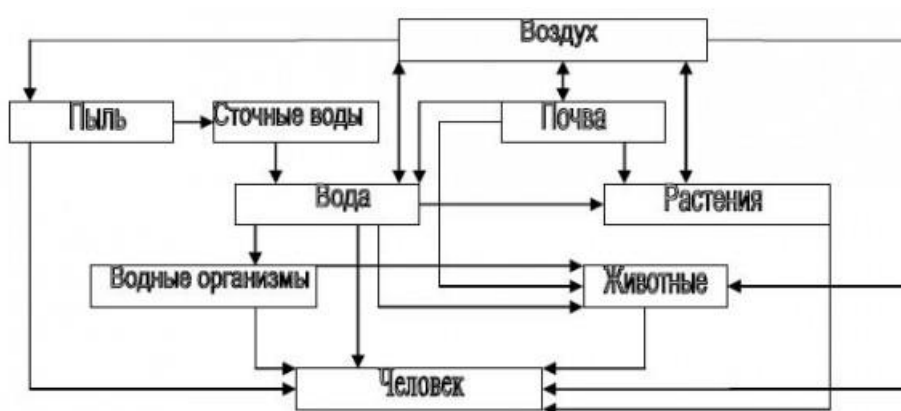 Воздух
Пыль
Сточные воды
Почва
Вода
Растения
Водные организмы
Животные
Человек